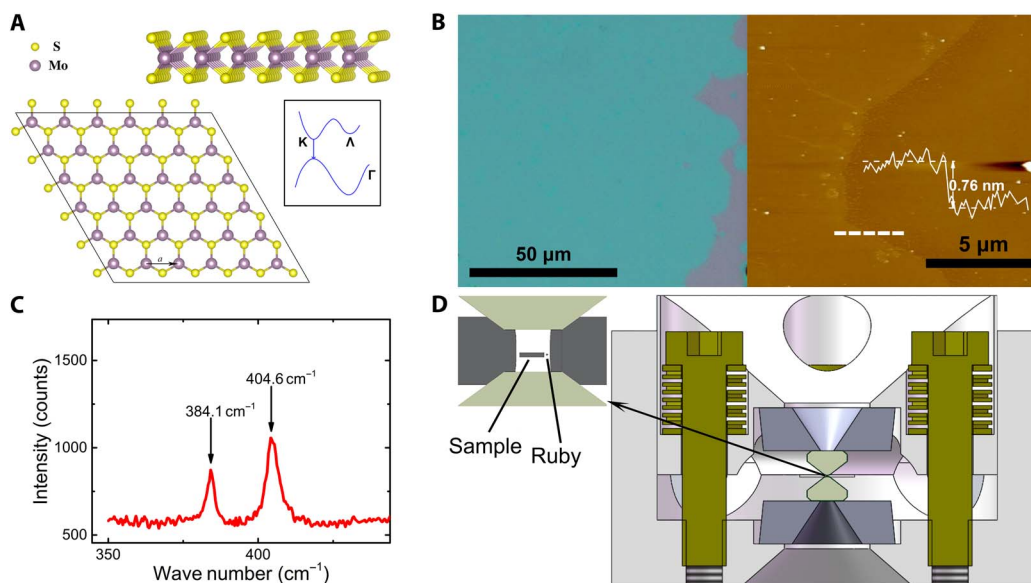 A
S
Mo
K
Λ
Γ
a
B
50 µm
0.76 nm
5 µm
C
Intensity (counts)
1500
1000
500
384.1 cm⁻¹
404.6 cm⁻¹
350
400
Wave number (cm⁻¹)
D
Sample
Ruby